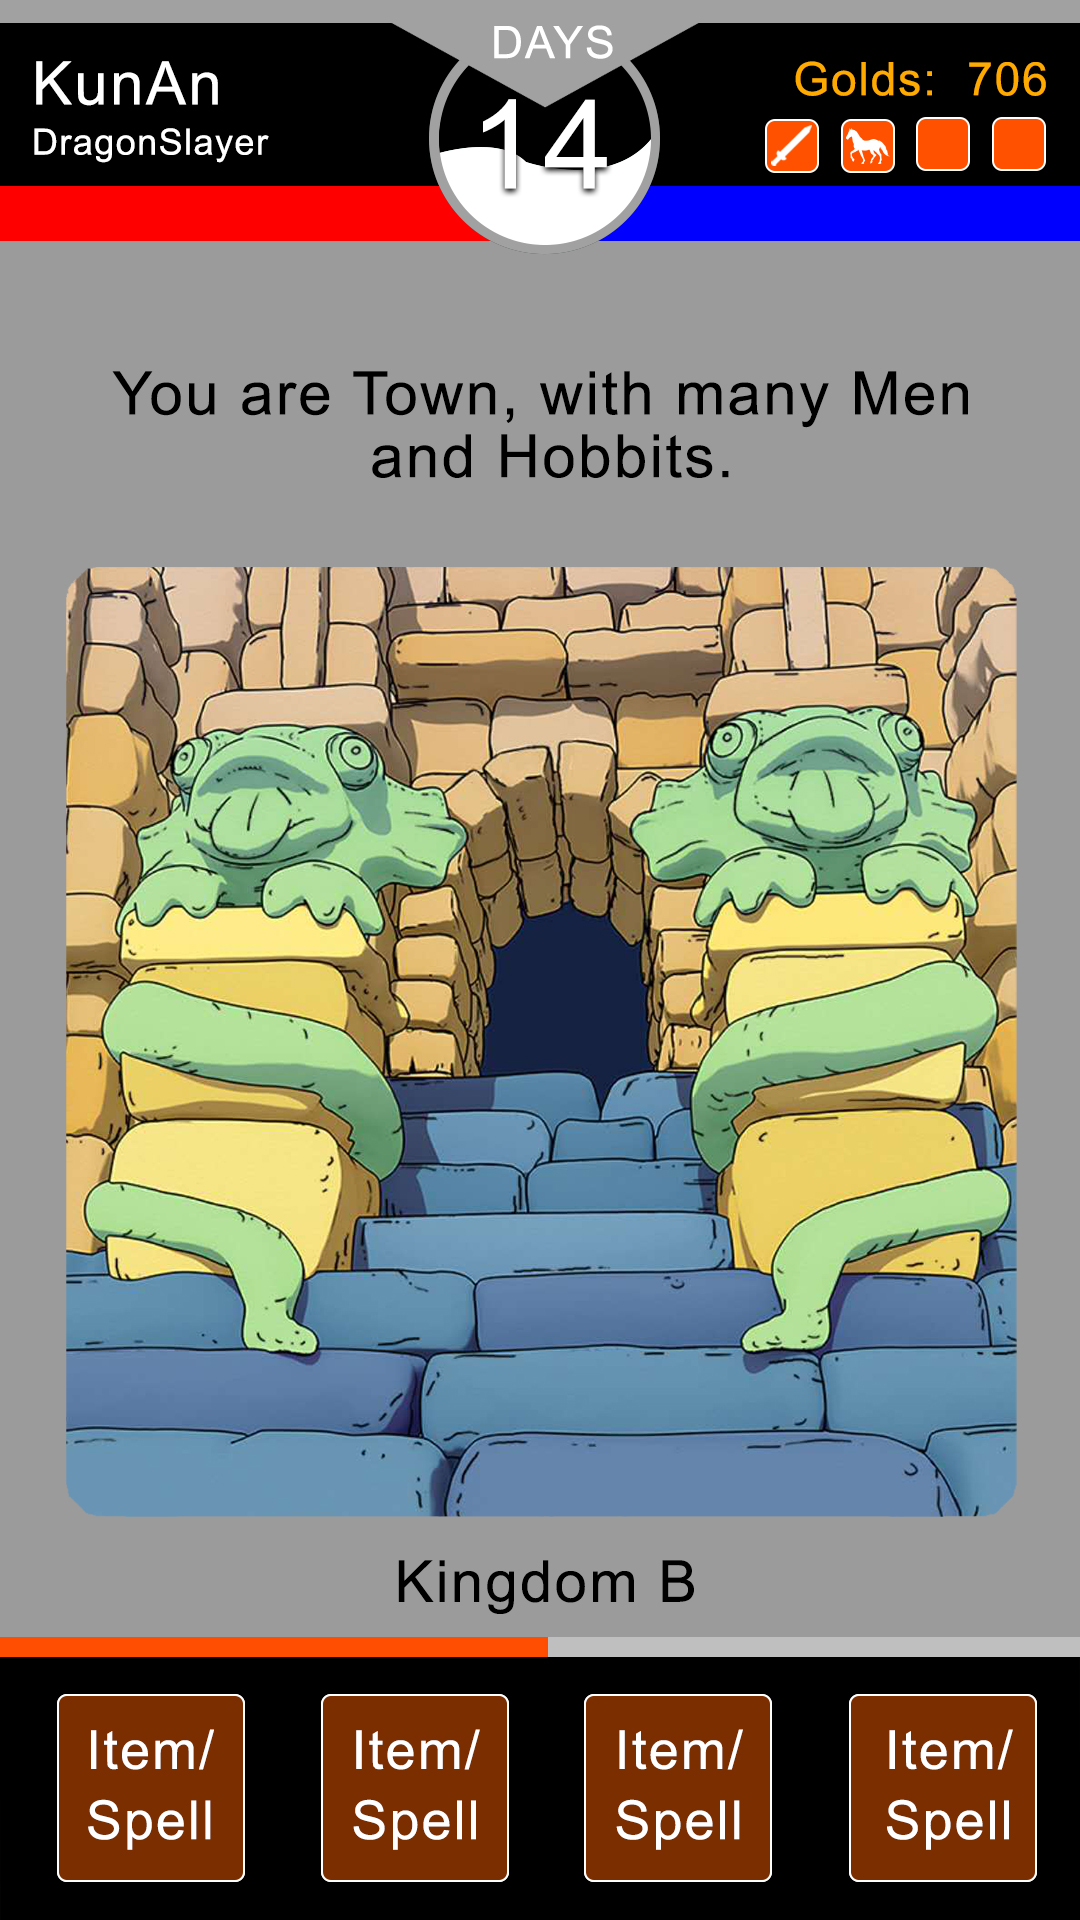 DAYS
KunAn
DragonSlayer
14
Golds: 706
You are Town, with many Men
and Hobbits.
Kingdom B
Item/
Spell
Item/
Spell
Item/
Spell
Item/
Spell